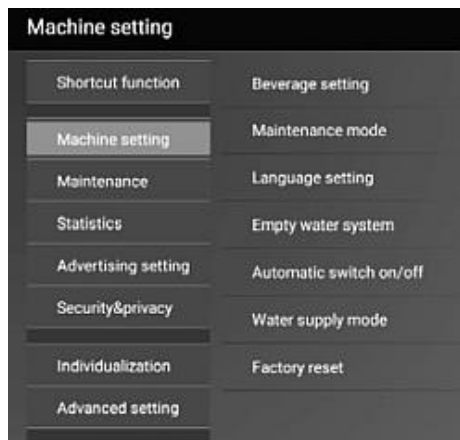 Machine setting
Shortcut function
Machine setting
Maintenance
Statistics
Advertising setting
Security&privacy
Individualization
Advanced setting
Beverage setting
Maintenance mode
Language setting
Empty water system
Automatic switch on/off
Water supply mode
Factory reset